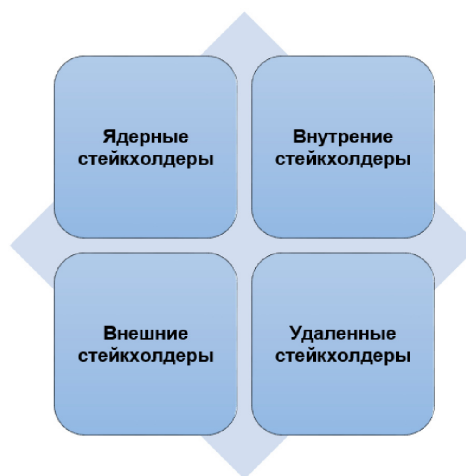 Ядерные
стейкхолдеры
Внутрение
стейкхолдеры
Внешние
стейкхолдеры
Удаленные
стейкхолдеры